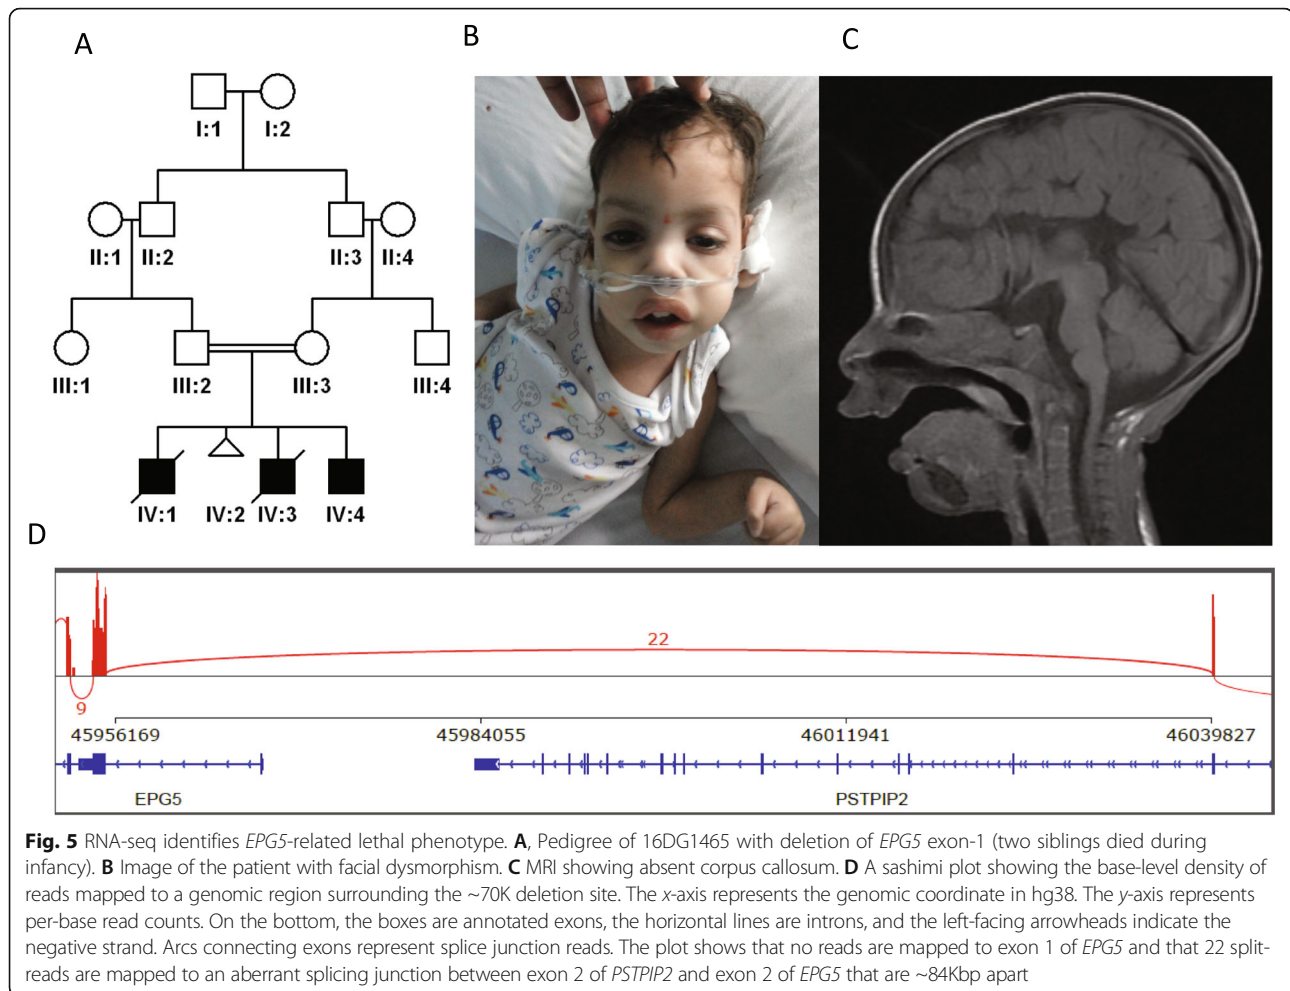 A
B
C
I:1
I:2
II:1
II:2
II:3
II:4
III:1
III:2
III:3
III:4
IV:1
IV:2
IV:3
IV:4
D
22
9
45956169
45984055
46011941
46039827
EPG5
PSTPIP2
Fig. 5 RNA-seq identifies EPG5-related lethal phenotype. A, Pedigree of 16DG1465 with deletion of EPG5 exon-1 (two siblings died during
infancy). B Image of the patient with facial dysmorphism. C MRI showing absent corpus callosum. D A sashimi plot showing the base-level density of
reads mapped to a genomic region surrounding the ~70K deletion site. The x-axis represents the genomic coordinate in hg38. The y-axis represents
per-base read counts. On the bottom, the boxes are annotated exons, the horizontal lines are introns, and the left-facing arrowheads indicate the
negative strand. Arcs connecting exons represent splice junction reads. The plot shows that no reads are mapped to exon 1 of EPG5 and that 22 split-
reads are mapped to an aberrant splicing junction between exon 2 of PSTPIP2 and exon 2 of EPG5 that are ~84Kbp apart